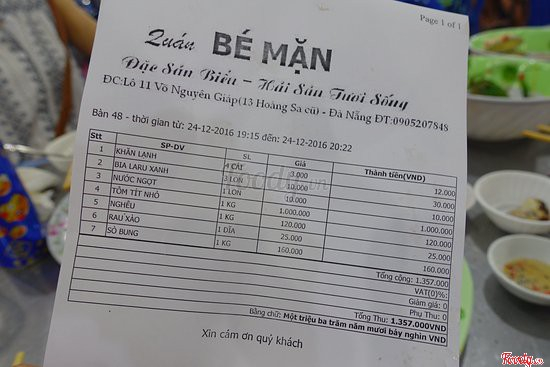 Page 1 of 1
Quán BÉ MẶN
Đặc Sản Biển - Hải Sản Tươi Sống
ĐC:Lô 11 Võ Nguyên Giáp(13 Hoàng Sa cũ) - Đà Nẵng ĐT:0905207848
Bàn 48 - thời gian từ: 24-12-2016 19:15 đến: 24-12-2016 20:22
Stt SP-DV SL Giá Thành tiền(VND)
1 KHĂN LẠNH 4 CÁI 3.000 12.000
2 BIA LARU XANH 3 LON 10.000 30.000
3 NƯỚC NGỌT 1 LON 10.000 10.000
4 TÔM TÍT NHỎ 1 KG 1.000.000 1.000.000
5 NGHÊU 1 KG 120.000 120.000
6 RAU XÀO 1 DĨA 25.000 25.000
7 SÒ BUNG 1 KG 160.000 160.000
Tổng cộng: 1.357.000
VAT(0)%:
Giảm giá: 0
Phụ Thu: 0
Tổng Thu: 1.357.000VND
Bằng chữ: Một triệu ba trăm năm mươi bảy nghìn VND
Xin cảm ơn quý khách
Foody.vn